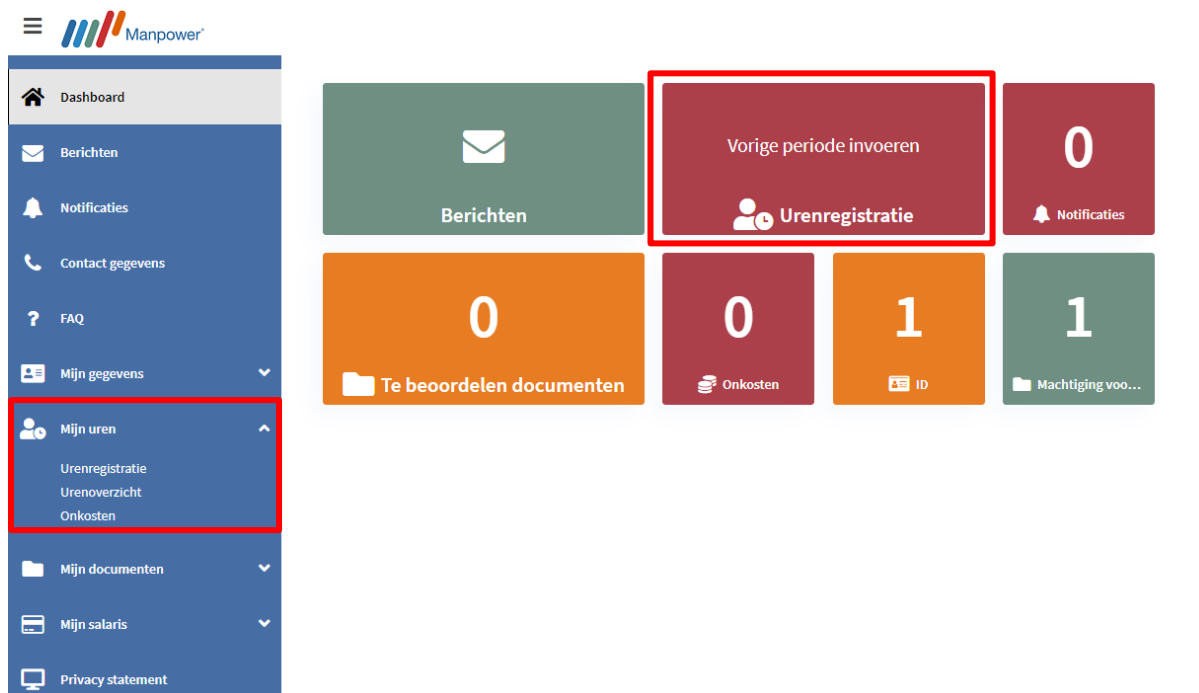 Manpower®
Dashboard
Berichten
Notificaties
Contact gegevens
? FAQ
Mijn gegevens
Mijn uren
Urenregistratie
Urenoverzicht
Onkosten
Mijn documenten
Mijn salaris
Privacy statement
Berichten
Vorige periode invoeren
Urenregistratie
0
Notificaties
0
Te beoordelen documenten
0
Onkosten
1
ID
1
Machtiging voo...